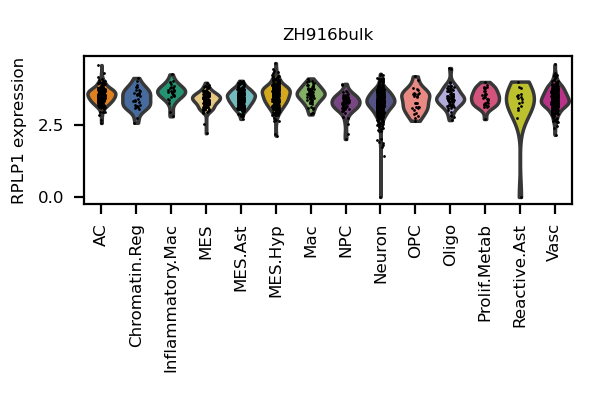 ZH916bulk
RPLP1 expression
2.5
0.0
AC
Chromatin.Reg
Inflammatory.Mac
MES
MES.Ast
MES.Hyp
Mac
NPC
Neuron
OPC
Oligo
Prolif.Metab
Reactive.Ast
Vasc